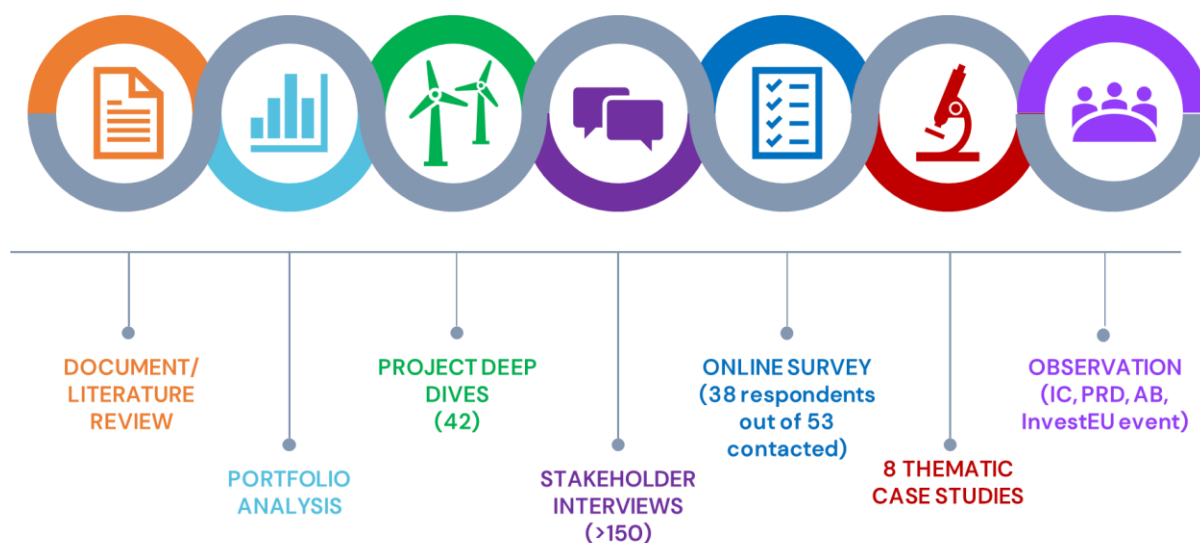 DOCUMENT/
LITERATURE
REVIEW
PORTFOLIO
ANALYSIS
PROJECT DEEP
DIVES
(42)
STAKEHOLDER
INTERVIEWS
(>150)
ONLINE SURVEY
(38 respondents
out of 53
contacted)
8 THEMATIC
CASE STUDIES
OBSERVATION
(IC, PRD, AB,
InvestEU event)